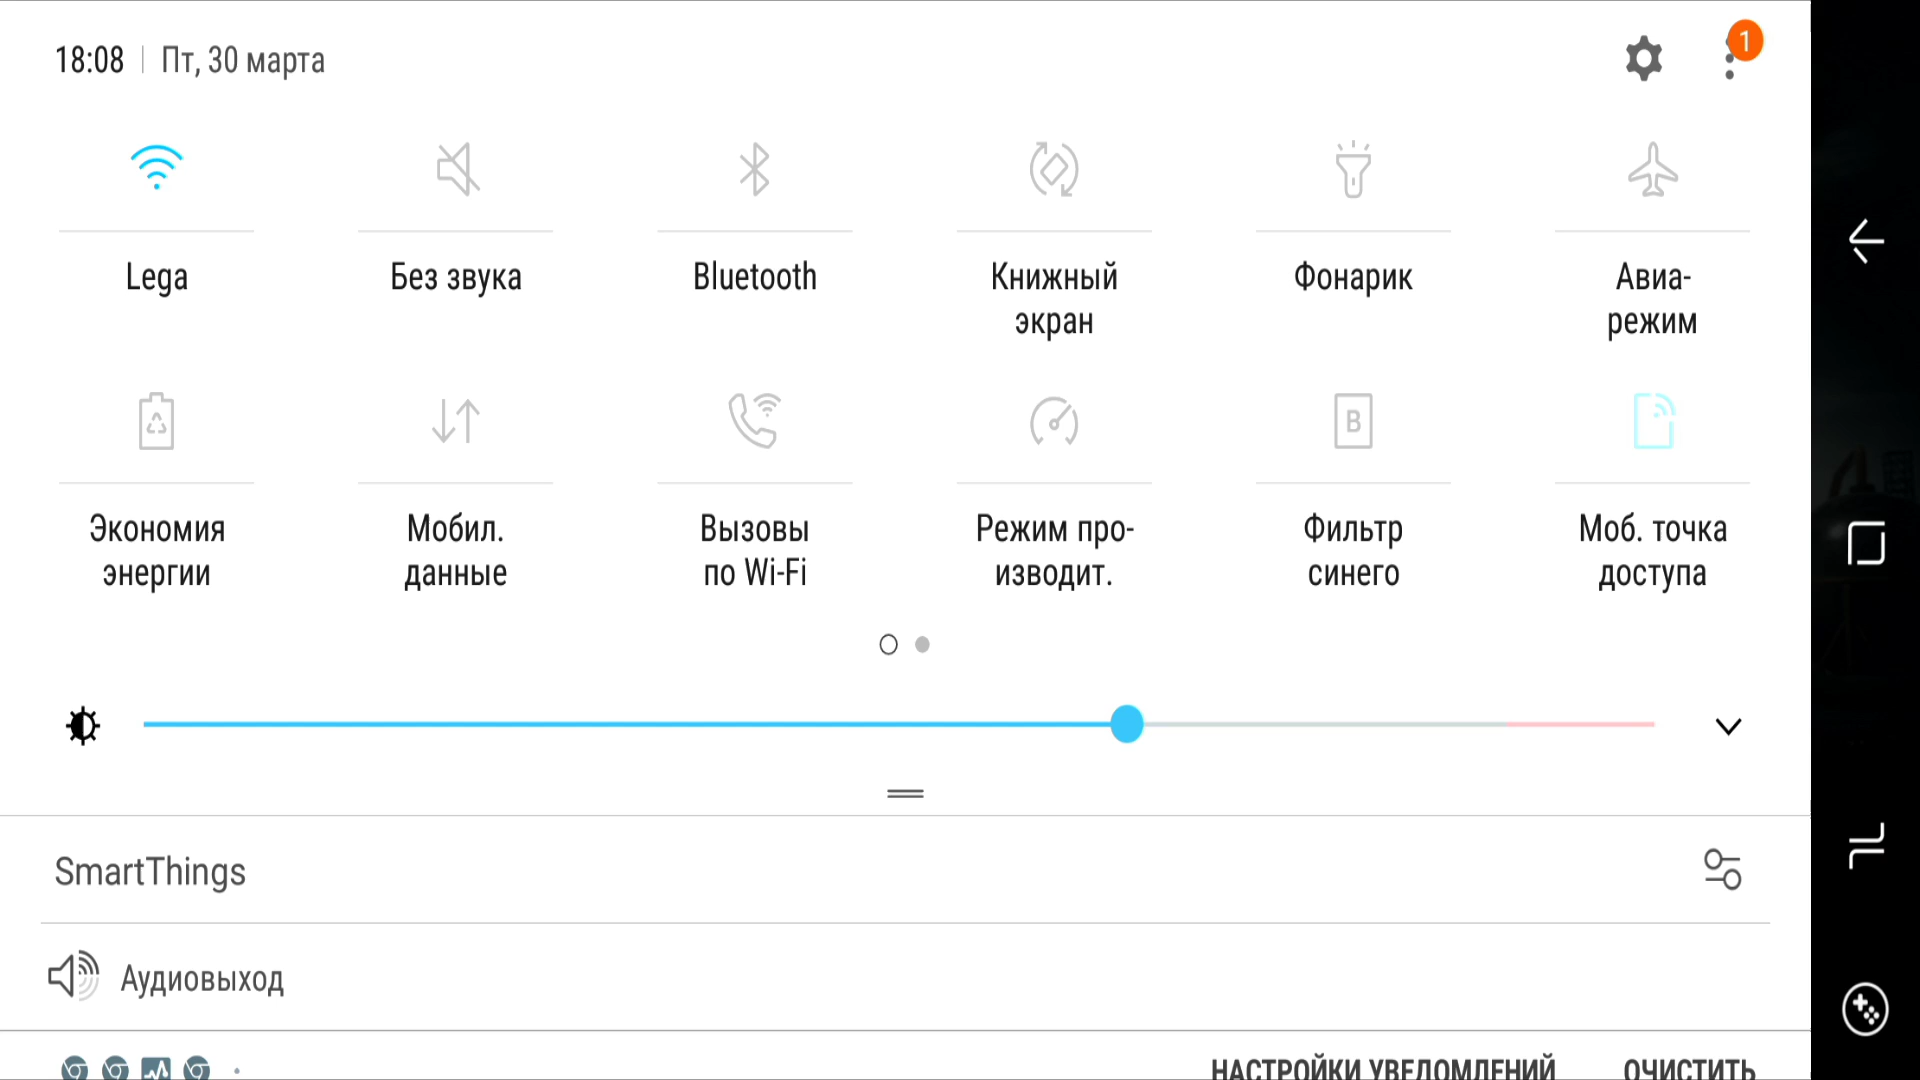 18:08 | Пт, 30 марта
1
Lega
Без звука
Bluetooth
Книжный
экран
Фонарик
Авиа-
режим
B
Экономия
энергии
Мобил.
данные
Вызовы
по Wi-Fi
Режим про-
изводит.
Фильтр
синего
Моб. точка
доступа
SmartThings
Аудиовыход
НАСТРОЙКИ УВЕДОМЛЕНИЙ
ОЧИСТИТЬ